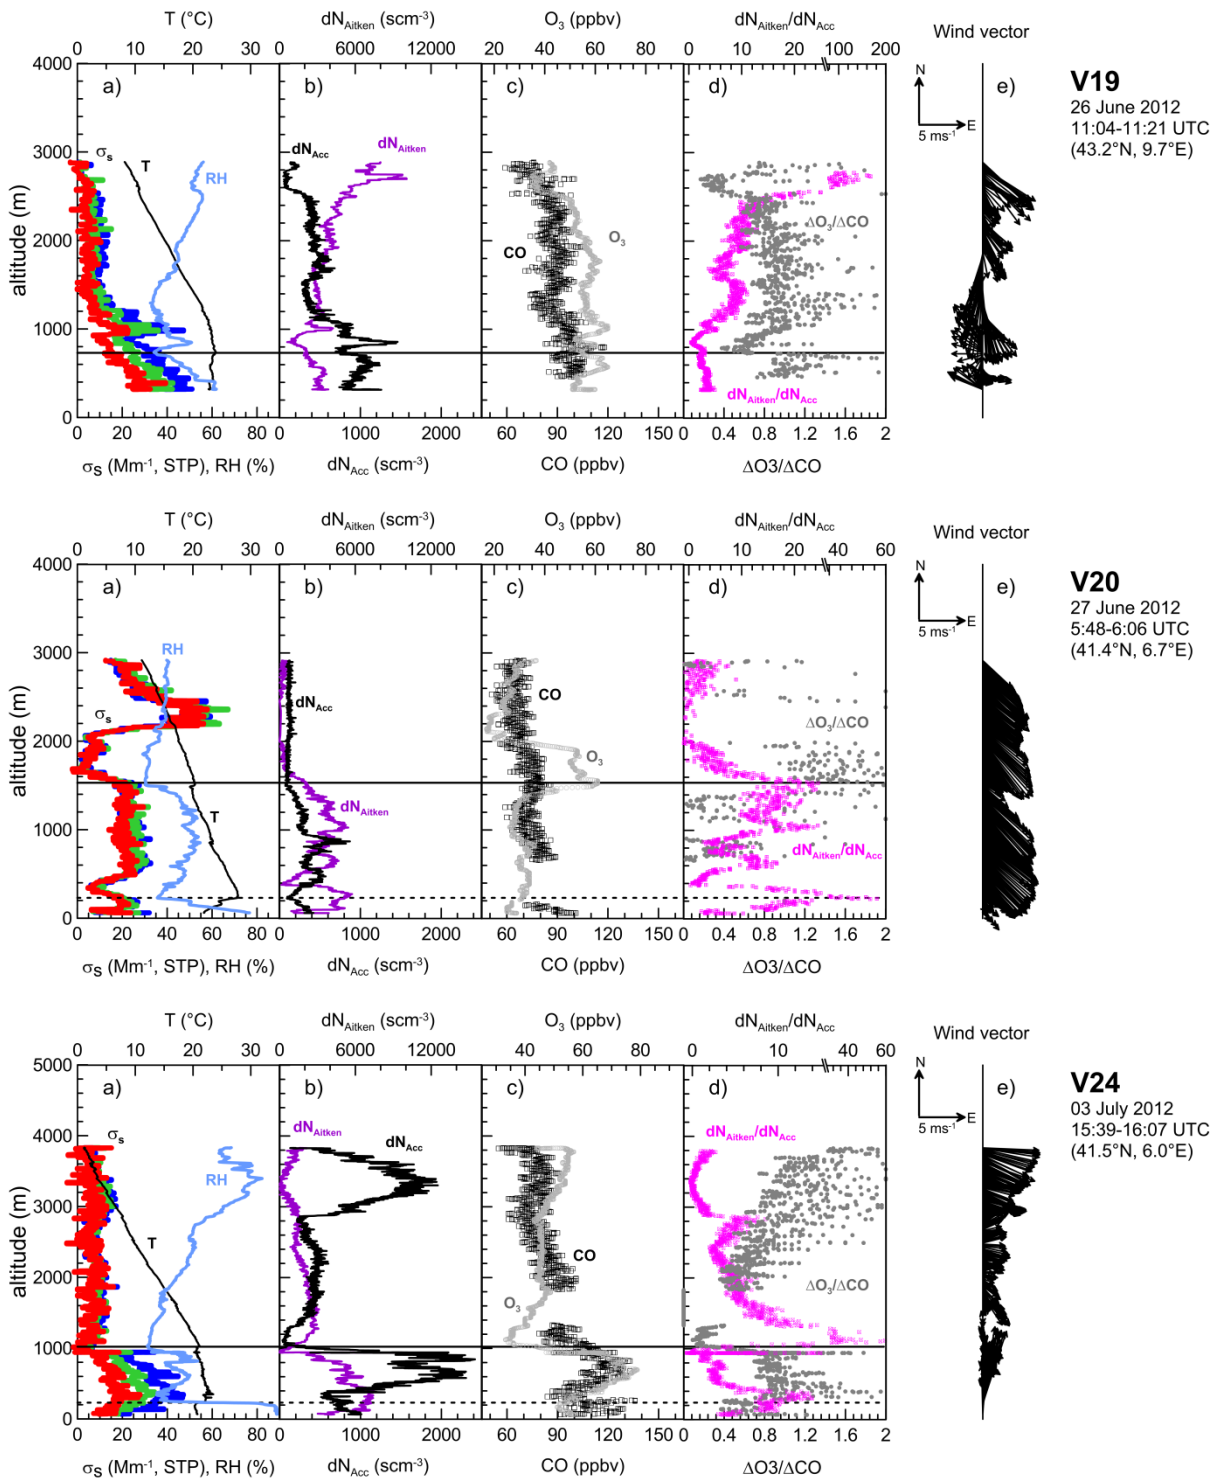 T (°C)
dN_Aitken (scm⁻³)
O₃ (ppbv)
dN_Aitken/dN_Acc
Wind vector
0 10 20 30
0 6000 12000
20 40 60 80 100
0 10 20 100 200
4000
3000
2000
1000
0
altitude (m)
a)
b)
c)
d)
e)
N
E
5 ms⁻¹
V19
26 June 2012
11:04-11:21 UTC
(43.2°N, 9.7°E)
σ_s
T
RH
dN_Acc
dN_Aitken
CO
O₃
ΔO₃/ΔCO
dN_Aitken/dN_Acc
0 20 40 60 80
0 1000 2000
60 90 120 150
0 0.4 0.8 1.2 1.6 2
σ_S (Mm⁻¹, STP), RH (%)
dN_Acc (scm⁻³)
CO (ppbv)
ΔO3/ΔCO
T (°C)
dN_Aitken (scm⁻³)
O₃ (ppbv)
dN_Aitken/dN_Acc
Wind vector
0 10 20 30
0 6000 12000
20 40 60 80
0 10 20 40 60
4000
3000
2000
1000
0
altitude (m)
a)
b)
c)
d)
e)
N
E
5 ms⁻¹
V20
27 June 2012
5:48-6:06 UTC
(41.4°N, 6.7°E)
RH
σ_s
T
dN_Acc
dN_Aitken
CO
O₃
ΔO₃/ΔCO
dN_Aitken/dN_Acc
0 20 40 60 80
0 1000 2000
60 90 120 150
0 0.4 0.8 1.2 1.6 2
σ_S (Mm⁻¹, STP), RH (%)
dN_Acc (scm⁻³)
CO (ppbv)
ΔO3/ΔCO
T (°C)
dN_Aitken (scm⁻³)
O₃ (ppbv)
dN_Aitken/dN_Acc
Wind vector
0 10 20 30
0 6000 12000
40 60 80 100
0 10 40 60
5000
4000
3000
2000
1000
0
altitude (m)
a)
b)
c)
d)
e)
N
E
5 ms⁻¹
V24
03 July 2012
15:39-16:07 UTC
(41.5°N, 6.0°E)
σ_s
RH
T
dN_Aitken
dN_Acc
CO
O₃
dN_Aitken/dN_Acc
ΔO₃/ΔCO
0 20 40 60 80
0 1000 2000
60 90 120 150
0 0.4 0.8 1.2 1.6 2
σ_S (Mm⁻¹, STP), RH (%)
dN_Acc (scm⁻³)
CO (ppbv)
ΔO3/ΔCO